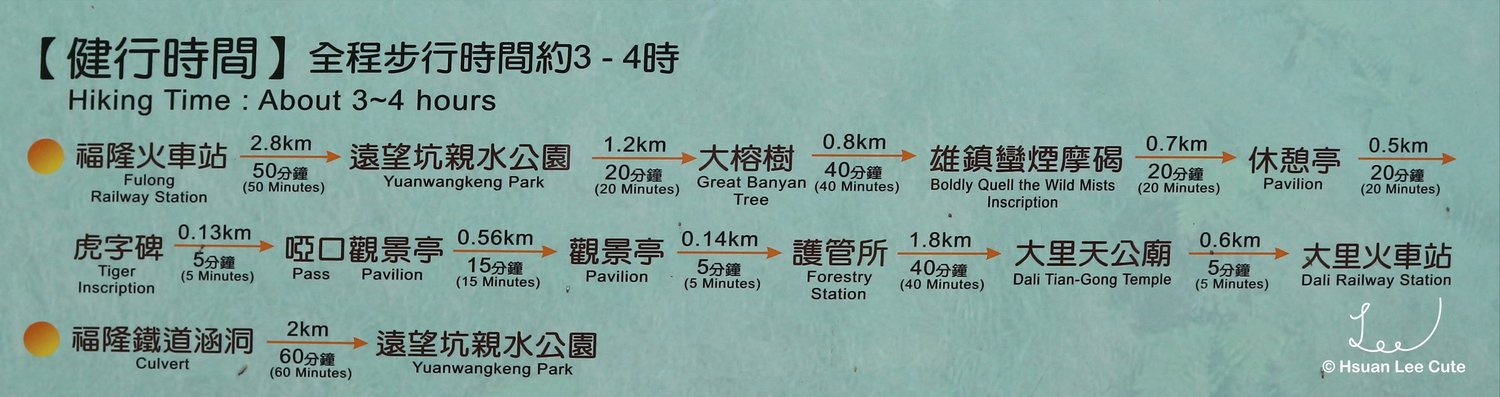 【健行時間】全程步行時間約3 - 4時
Hiking Time : About 3~4 hours
福隆火車站 2.8km 遠望坑親水公園 1.2km 大榕樹 0.8km 雄鎮蠻煙摩碣 0.7km 休憩亭 0.5km
50分鐘 20分鐘 40分鐘 20分鐘 20分鐘
Fulong (50 Minutes) Yuanwangkeng Park (20 Minutes) Great Banyan (40 Minutes) Boldly Quell the Wild Mists (20 Minutes) Pavilion (20 Minutes)
Railway Station Tree Inscription
虎字碑 0.13km 啞口觀景亭 0.56km 觀景亭 0.14km 護管所 1.8km 大里天公廟 0.6km 大里火車站
5分鐘 15分鐘 5分鐘 40分鐘 5分鐘
Tiger (5 Minutes) Pass Pavilion (15 Minutes) Pavilion (5 Minutes) Forestry (40 Minutes) Dali Tian-Gong Temple (5 Minutes) Dali Railway Station
Inscription Station
福隆鐵道涵洞 2km 遠望坑親水公園
60分鐘
Culvert (60 Minutes) Yuanwangkeng Park
Lee
© Hsuan Lee Cute